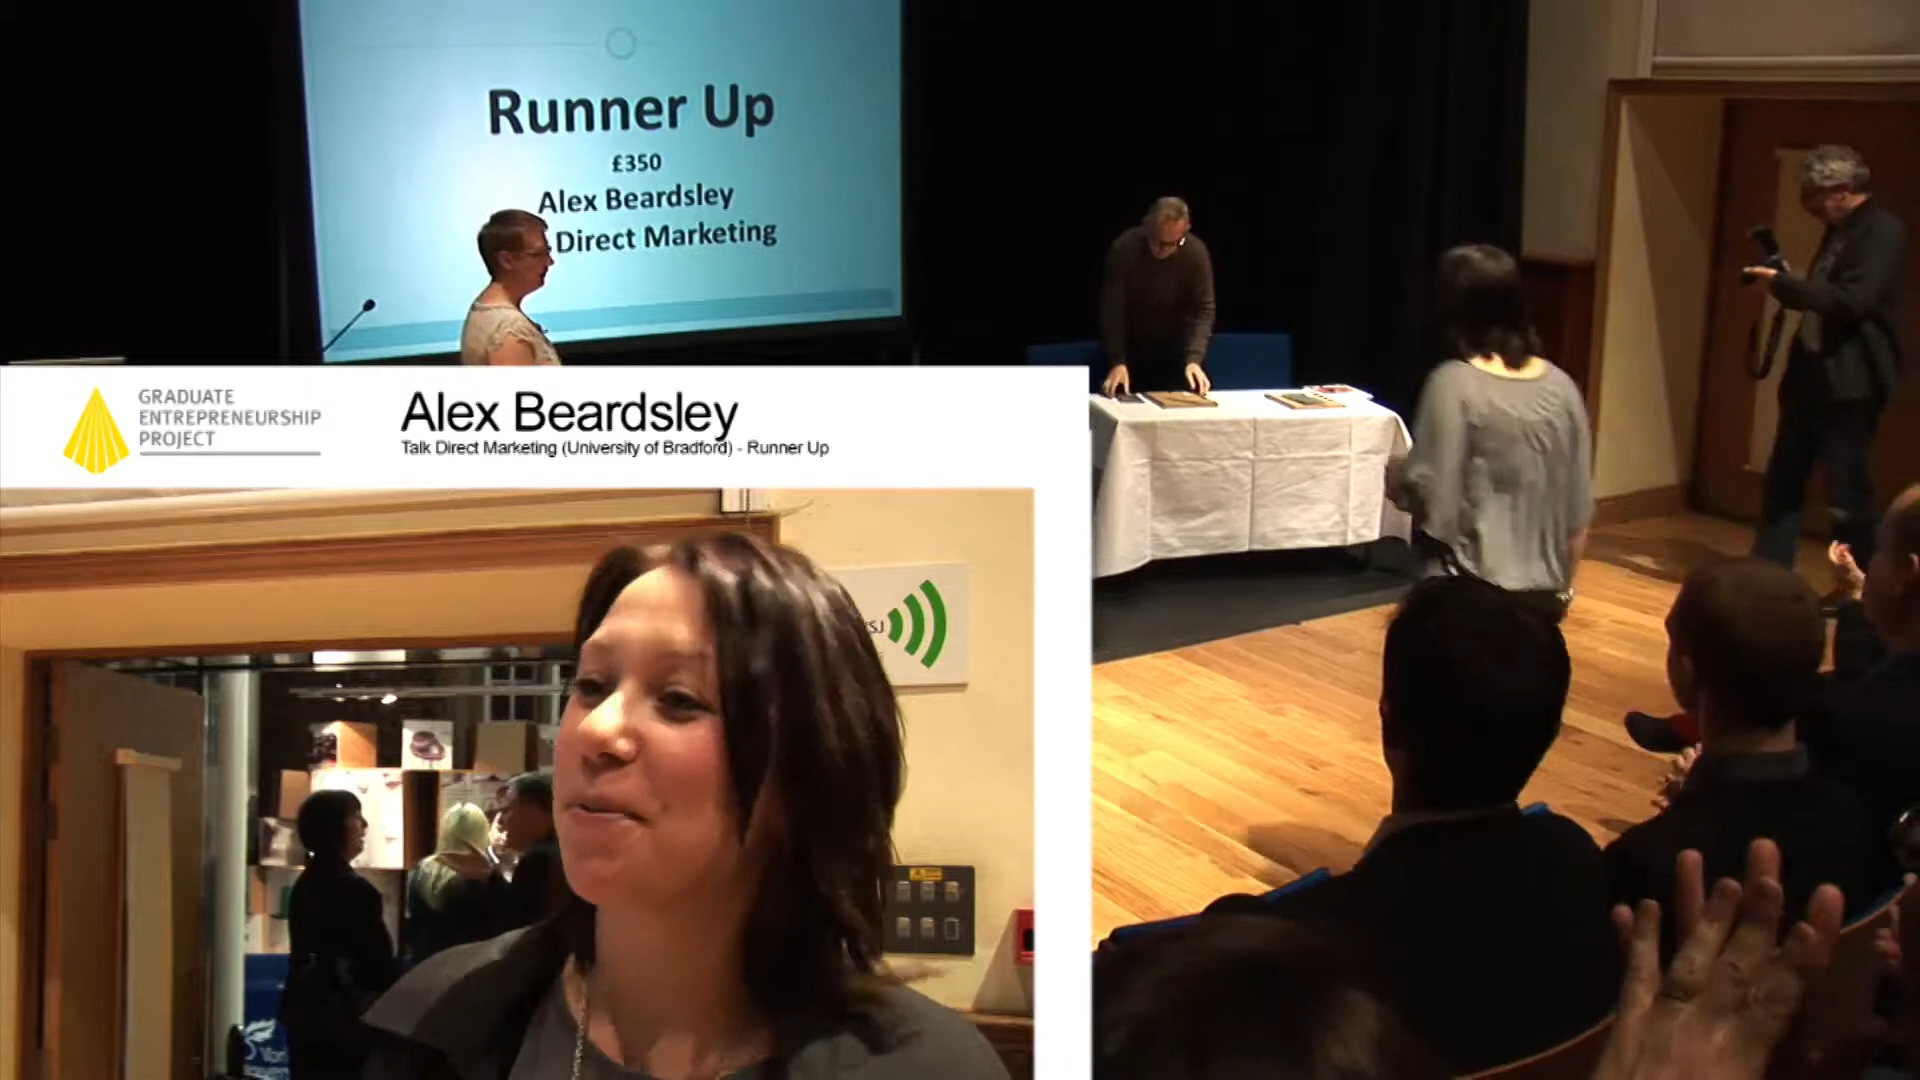 Runner Up
£350
Alex Beardsley
Direct Marketing
GRADUATE
ENTREPRENEURSHIP
PROJECT
Alex Beardsley
Talk Direct Marketing (University of Bradford) - Runner Up